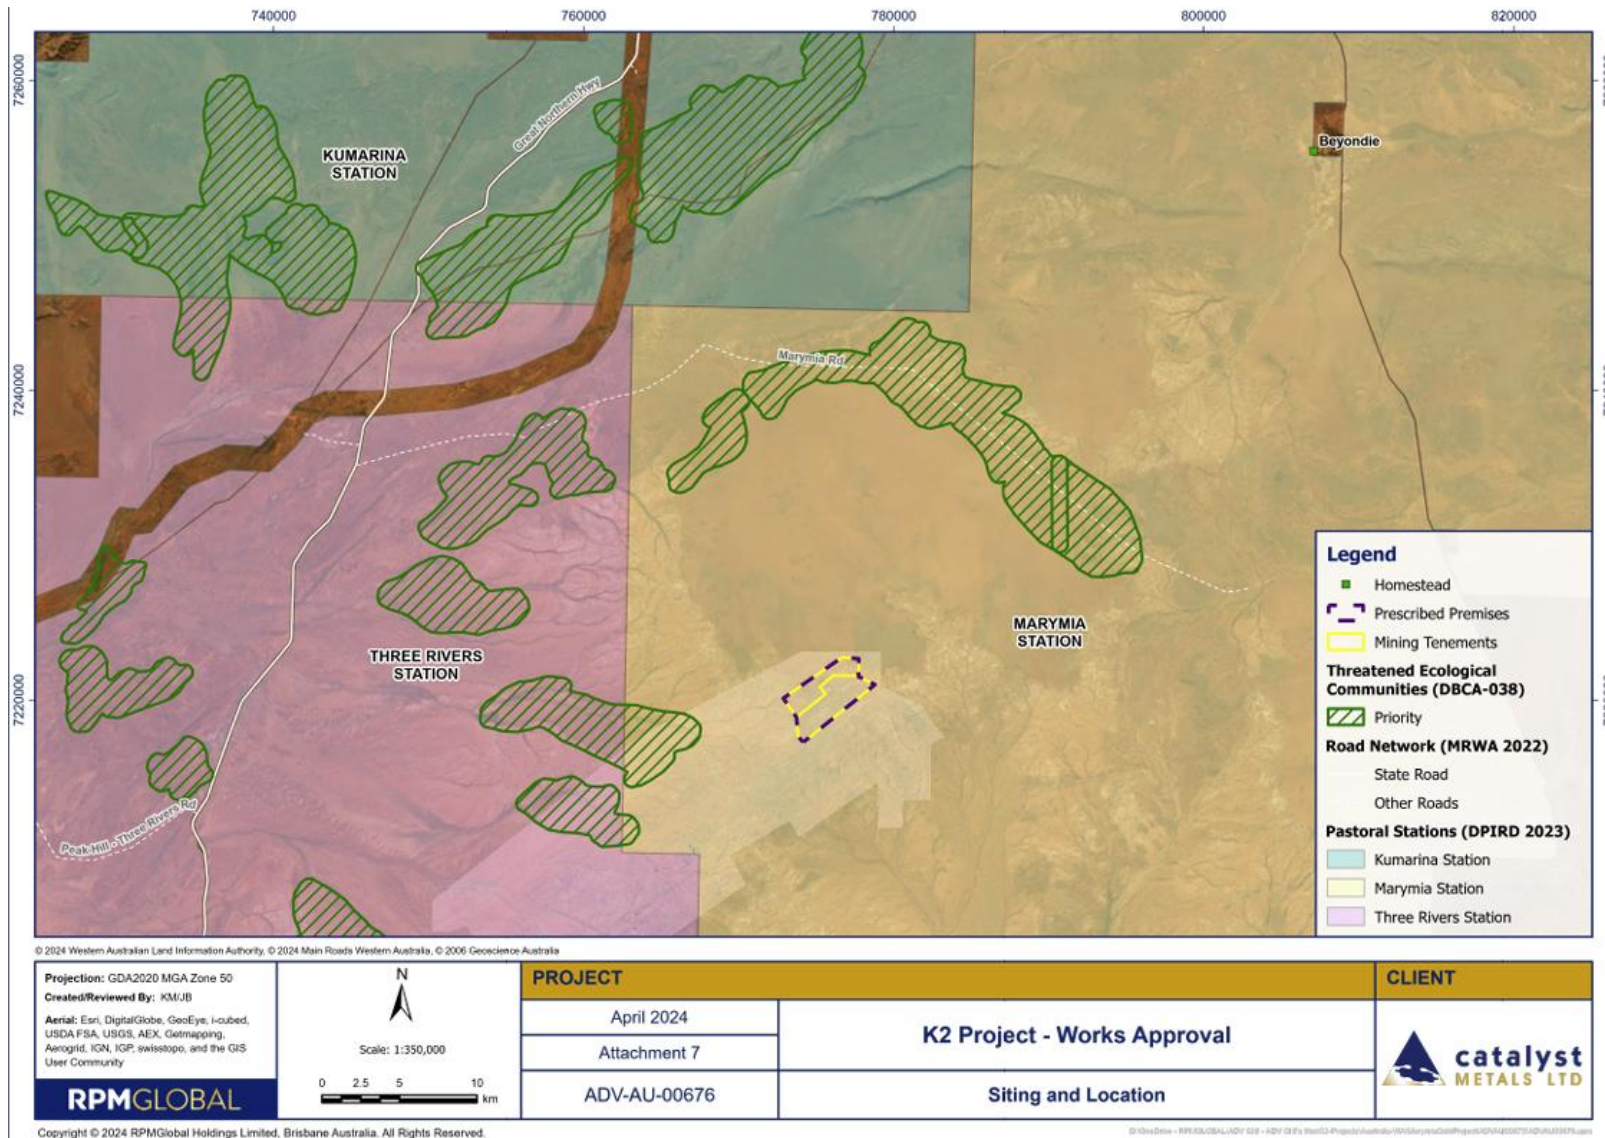 740000
760000
780000
800000
820000
7260000
7240000
7220000
KUMARINA
STATION
Great Northern Hwy
Beyondie
Marymia Rd
MARYMIA
STATION
THREE RIVERS
STATION
Peak Hill - Three Rivers Rd
Legend
Homestead
Prescribed Premises
Mining Tenements
Threatened Ecological
Communities (DBCA-038)
Priority
Road Network (MRWA 2022)
State Road
Other Roads
Pastoral Stations (DPIRD 2023)
Kumarina Station
Marymia Station
Three Rivers Station
© 2024 Western Australian Land Information Authority, © 2024 Main Roads Western Australia, © 2006 Geoscience Australia
Projection: GDA2020 MGA Zone 50
Created/Reviewed By: KM/JB
Aerial: Esri, DigitalGlobe, GeoEye, i-cubed,
USDA FSA, USGS, AEX, Getmapping,
Aerogrid, IGN, IGP, swisstopo, and the GIS
User Community
RPMGLOBAL
N
Scale: 1:350,000
0 2.5 5 10
km
PROJECT
April 2024
Attachment 7
ADV-AU-00676
K2 Project - Works Approval
Siting and Location
CLIENT
catalyst
METALS LTD
Copyright © 2024 RPMGlobal Holdings Limited, Brisbane Australia. All Rights Reserved.